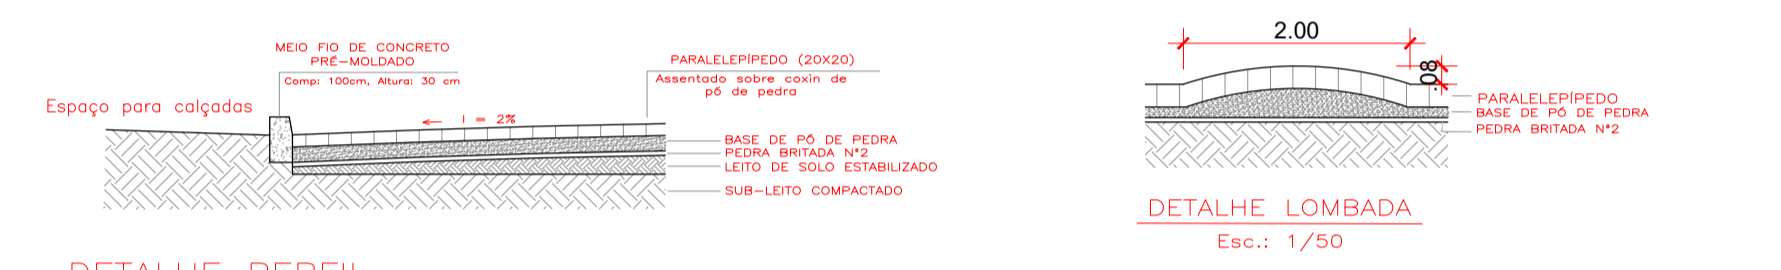 MEIO FIO DE CONCRETO
PRÉ-MOLDADO
Comp: 100cm, Altura: 30 cm
Espaço para calçadas
I = 2%
PARALELEPÍPEDO (20X20)
Assentado sobre coxin de
pó de pedra
BASE DE PÓ DE PEDRA
PEDRA BRITADA N°2
LEITO DE SOLO ESTABILIZADO
SUB-LEITO COMPACTADO
DETALHE PERFIL
2.00
.08
PARALELEPÍPEDO
BASE DE PÓ DE PEDRA
PEDRA BRITADA N°2
DETALHE LOMBADA
Esc.: 1/50